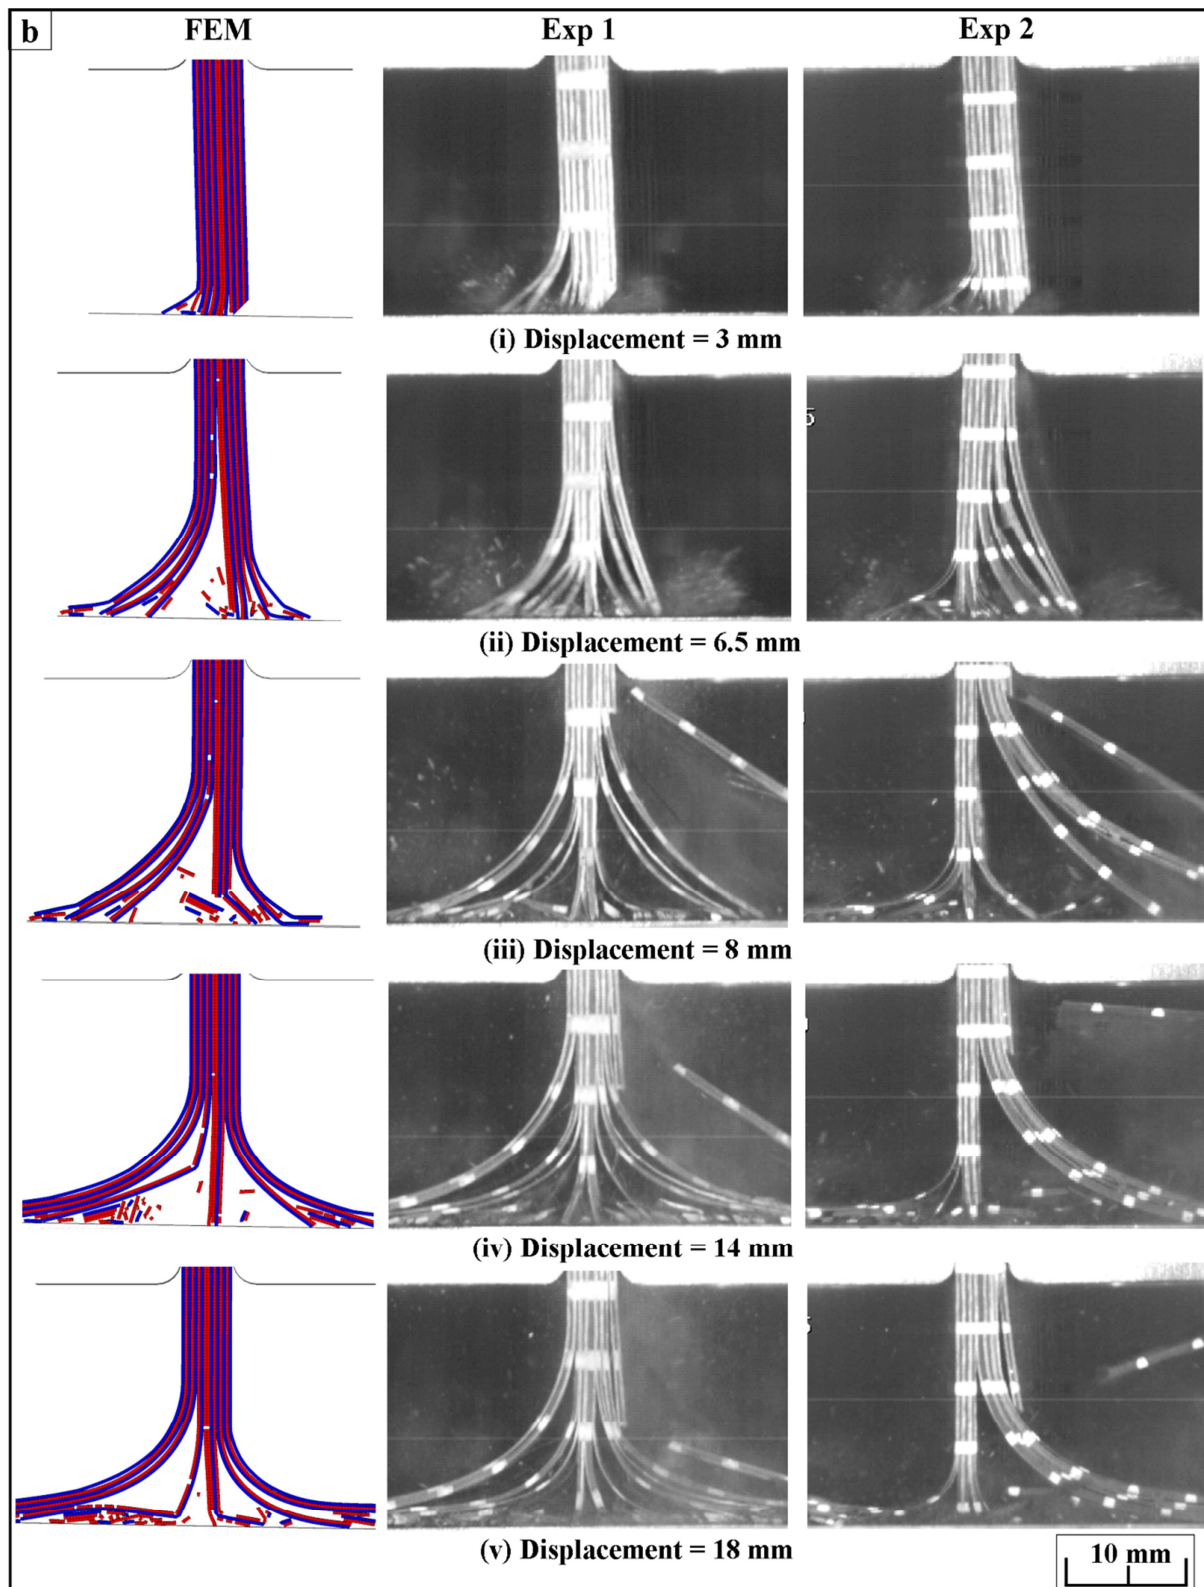 b
FEM
Exp 1
Exp 2
(i) Displacement = 3 mm
5
(ii) Displacement = 6.5 mm
(iii) Displacement = 8 mm
(iv) Displacement = 14 mm
(v) Displacement = 18 mm
10 mm